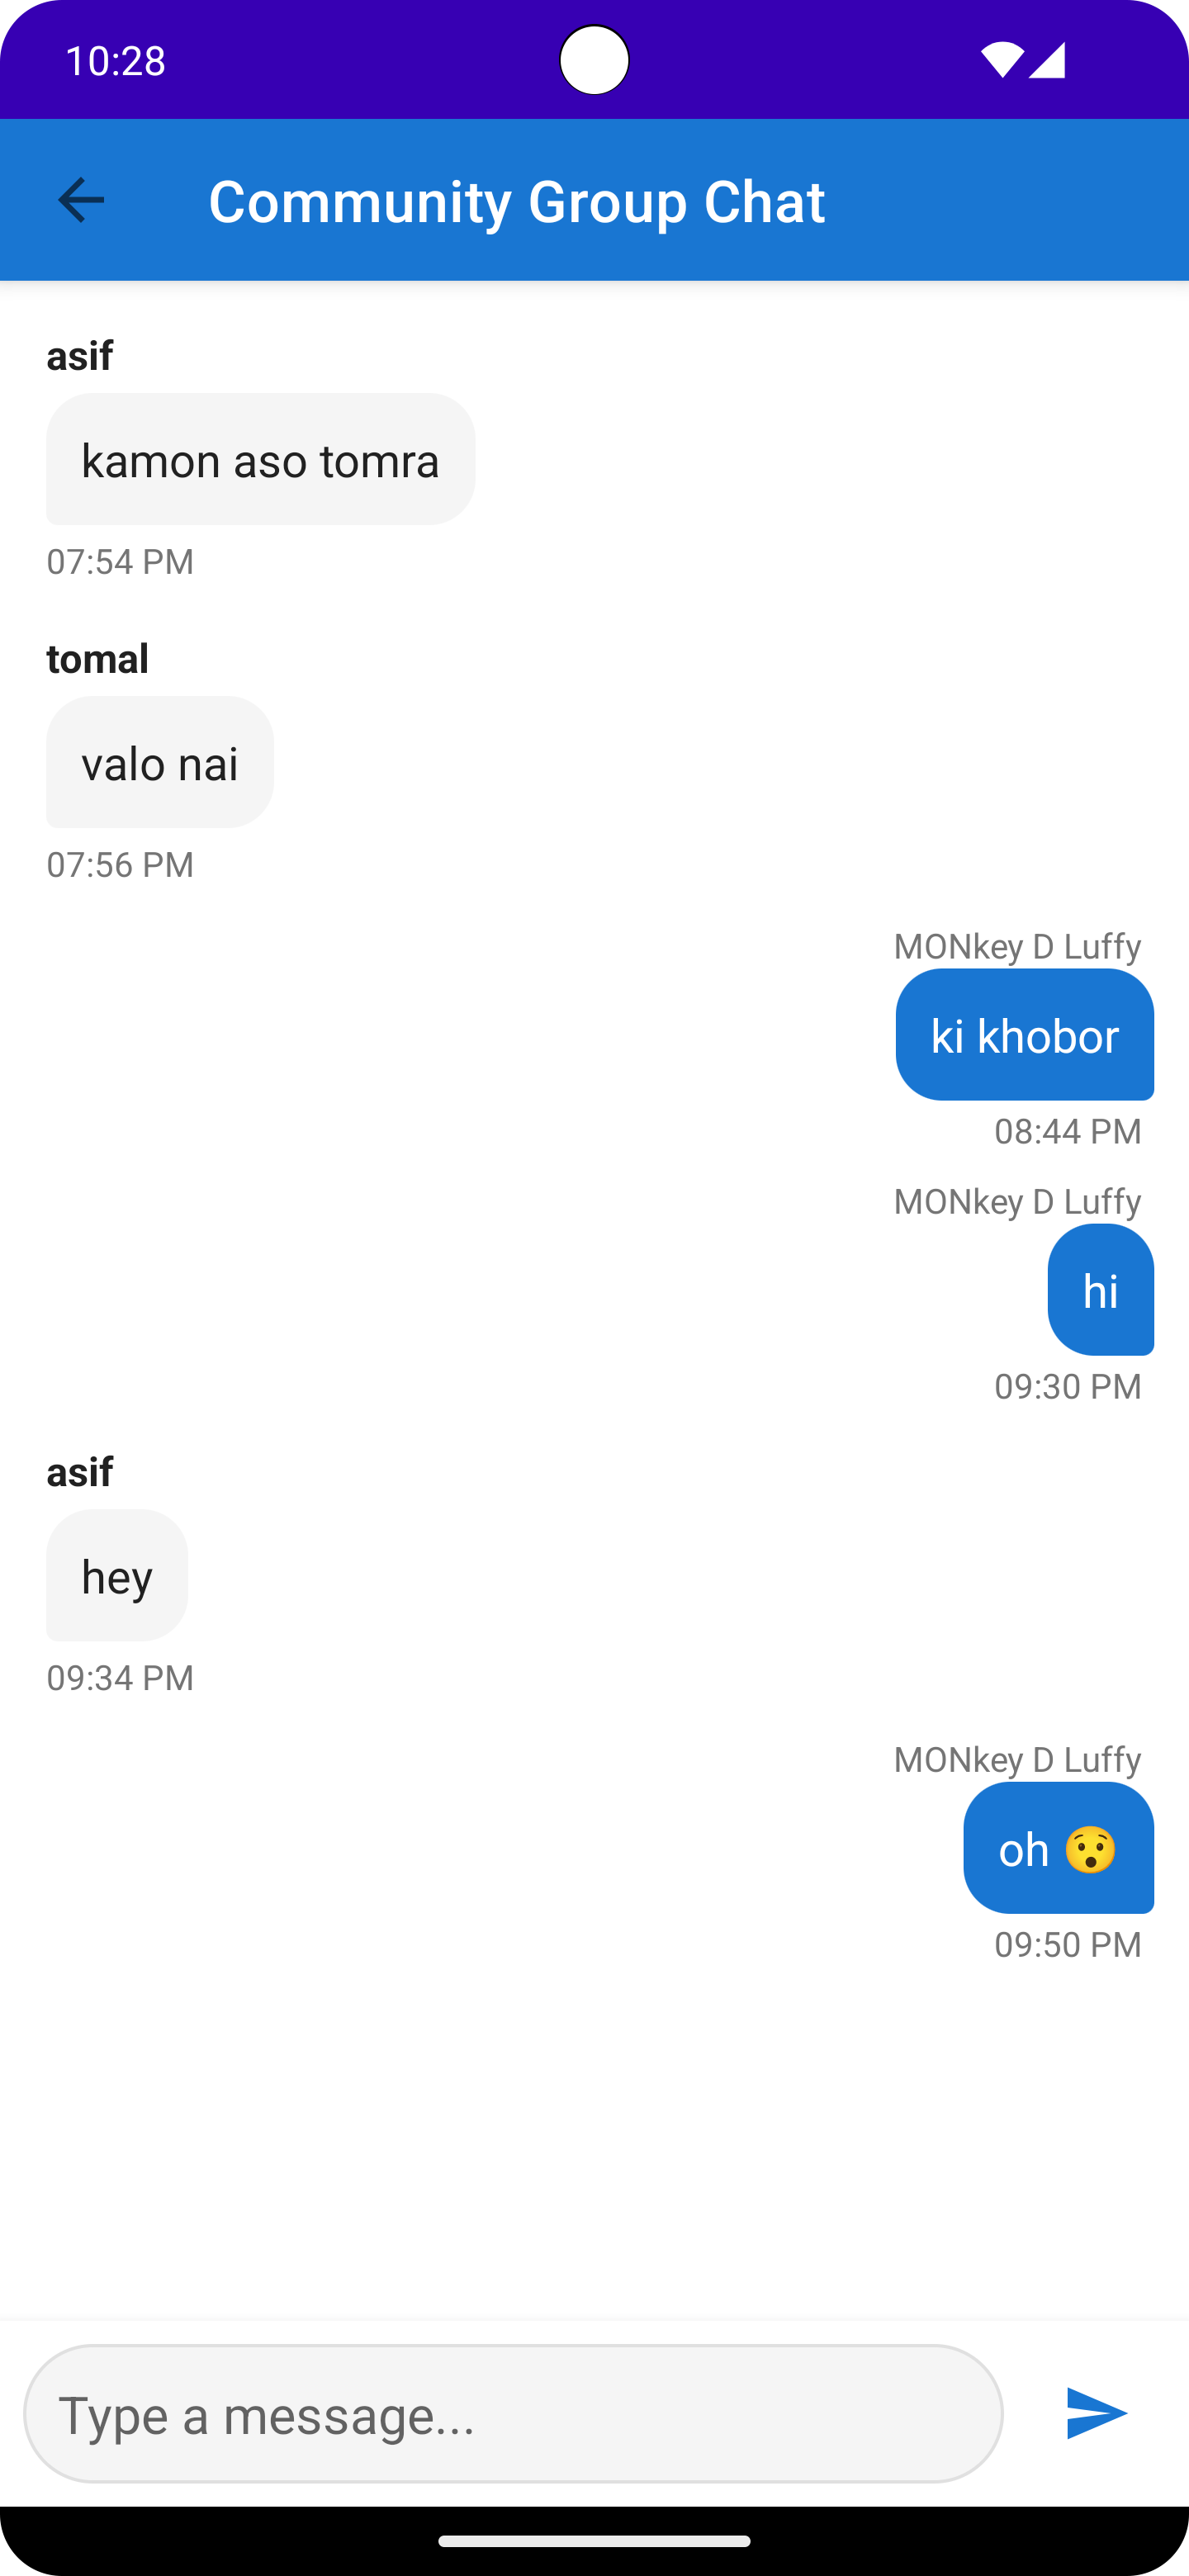 10:28
Community Group Chat
asif
kamon aso tomra
07:54 PM
tomal
valo nai
07:56 PM
MONkey D Luffy
ki khobor
08:44 PM
MONkey D Luffy
hi
09:30 PM
asif
hey
09:34 PM
MONkey D Luffy
oh 😯
09:50 PM
Type a message...